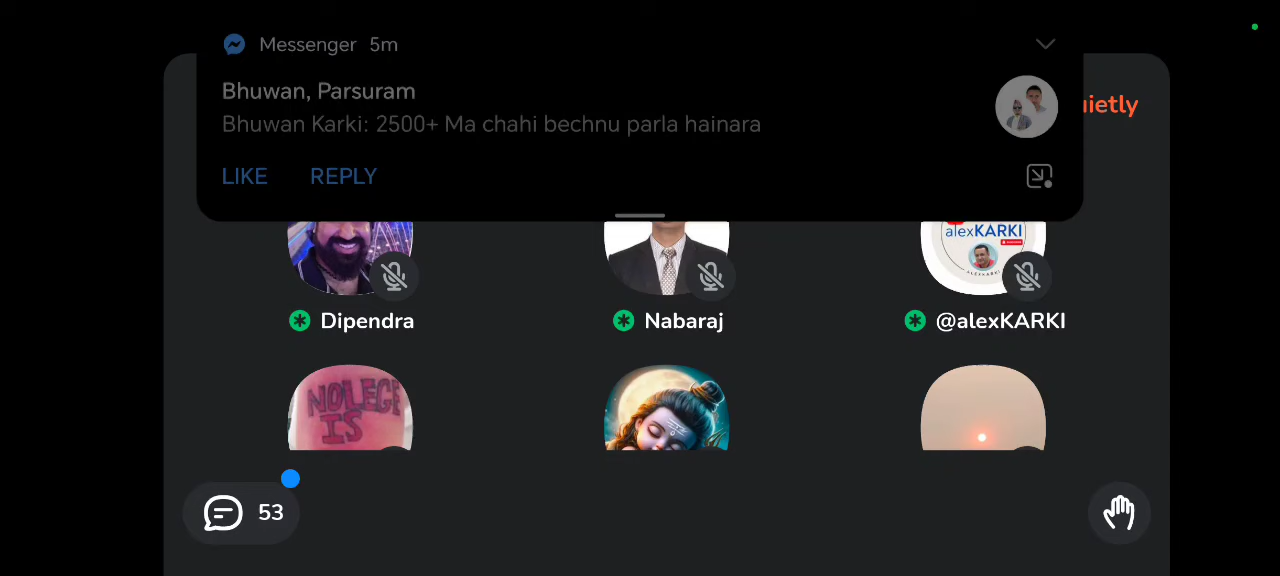 Messenger 5m
Bhuwan, Parsuram
Bhuwan Karki: 2500+ Ma chahi bechnu parla hainara
LIKE REPLY
uietly
alexKARKI
Dipendra
Nabaraj
@alexKARKI
NOLEGE
IS
53